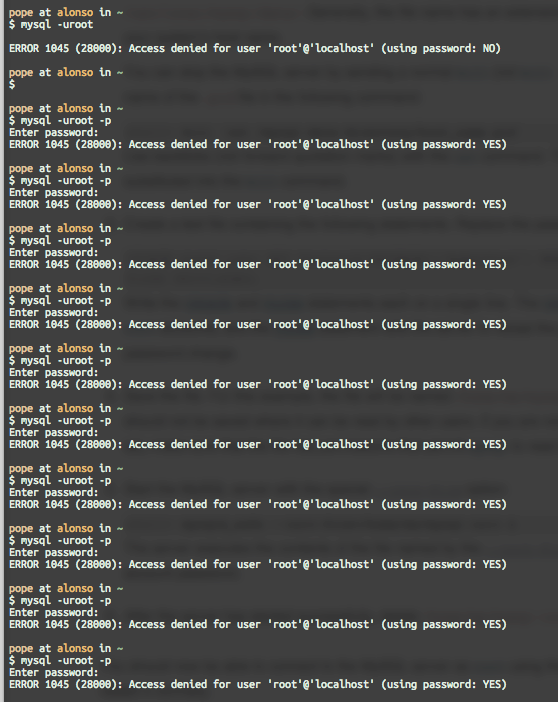 pope at alonso in ~
$ mysql -uroot
ERROR 1045 (28000): Access denied for user 'root'@'localhost' (using password: NO)
pope at alonso in ~
$
pope at alonso in ~
$ mysql -uroot -p
Enter password:
ERROR 1045 (28000): Access denied for user 'root'@'localhost' (using password: YES)
pope at alonso in ~
$ mysql -uroot -p
Enter password:
ERROR 1045 (28000): Access denied for user 'root'@'localhost' (using password: YES)
pope at alonso in ~
$ mysql -uroot -p
Enter password:
ERROR 1045 (28000): Access denied for user 'root'@'localhost' (using password: YES)
pope at alonso in ~
$ mysql -uroot -p
Enter password:
ERROR 1045 (28000): Access denied for user 'root'@'localhost' (using password: YES)
pope at alonso in ~
$ mysql -uroot -p
Enter password:
ERROR 1045 (28000): Access denied for user 'root'@'localhost' (using password: YES)
pope at alonso in ~
$ mysql -uroot -p
Enter password:
ERROR 1045 (28000): Access denied for user 'root'@'localhost' (using password: YES)
pope at alonso in ~
$ mysql -uroot -p
Enter password:
ERROR 1045 (28000): Access denied for user 'root'@'localhost' (using password: YES)
pope at alonso in ~
$ mysql -uroot -p
Enter password:
ERROR 1045 (28000): Access denied for user 'root'@'localhost' (using password: YES)
pope at alonso in ~
$ mysql -uroot -p
Enter password:
ERROR 1045 (28000): Access denied for user 'root'@'localhost' (using password: YES)
pope at alonso in ~
$ mysql -uroot -p
Enter password:
ERROR 1045 (28000): Access denied for user 'root'@'localhost' (using password: YES)